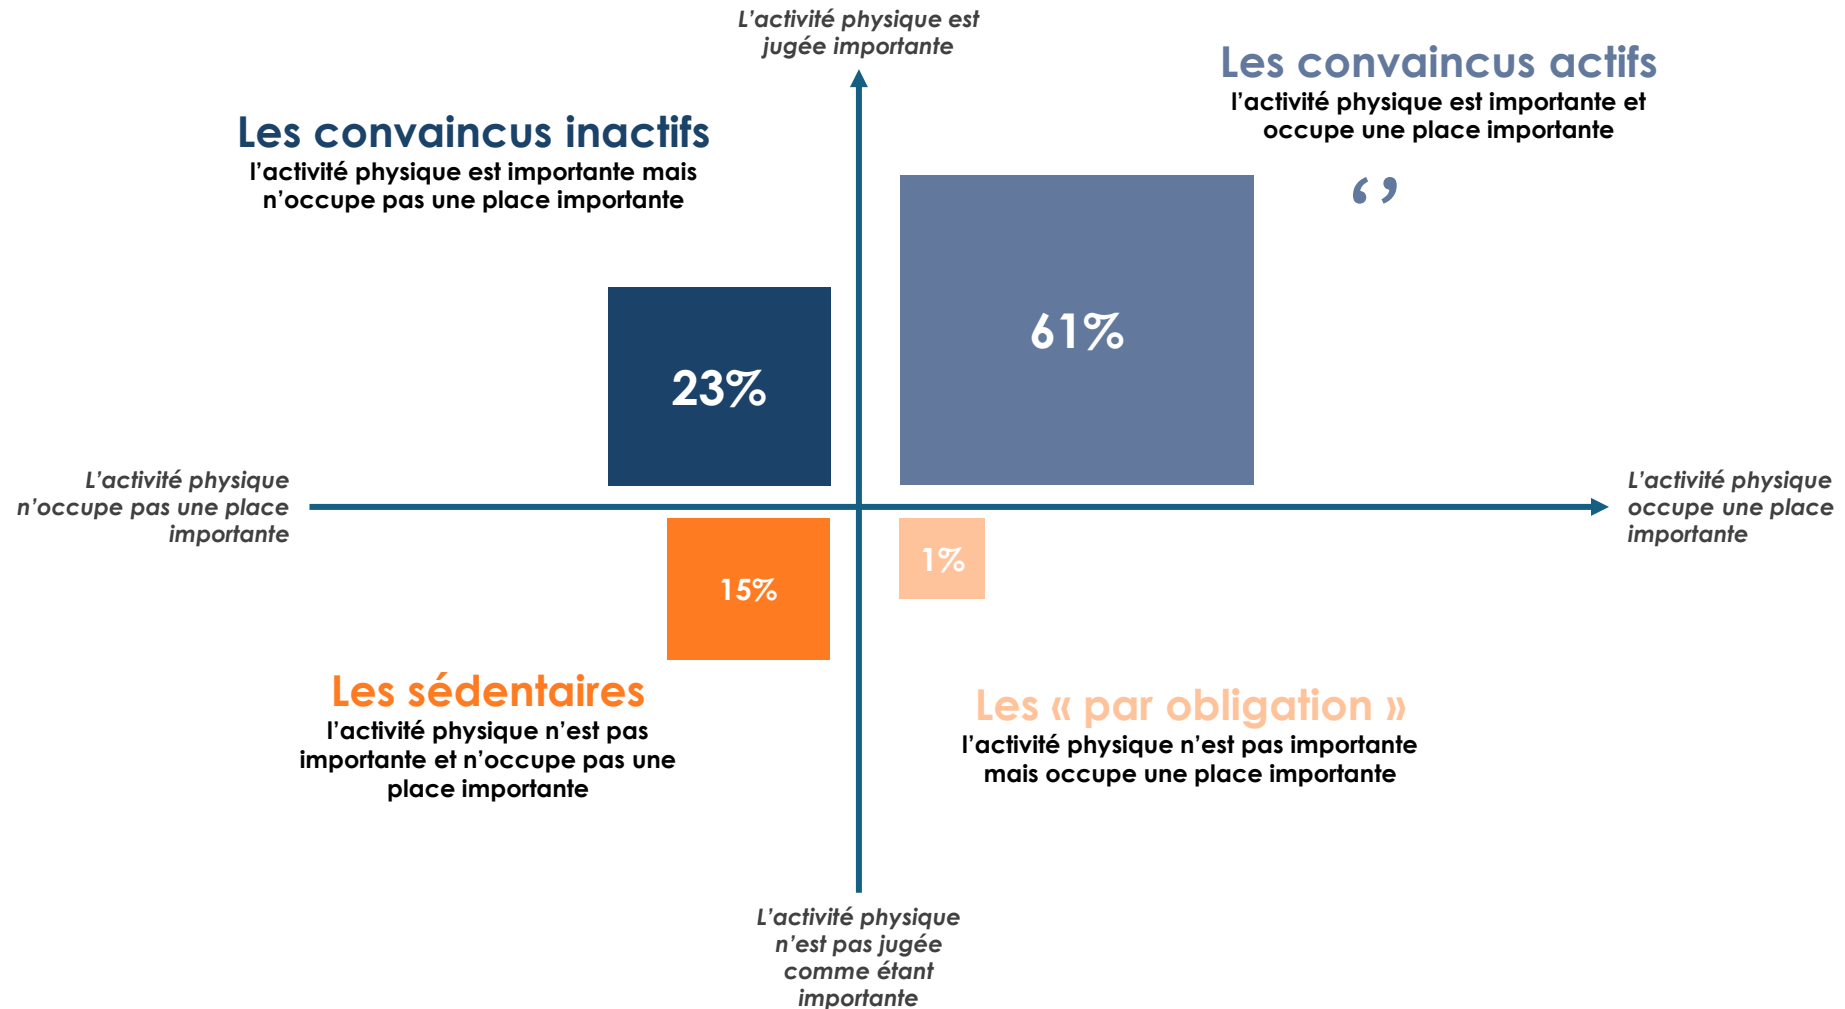 L’activité physique est
jugée importante
Les convaincus actifs
l’activité physique est importante et
occupe une place importante
‘’
Les convaincus inactifs
l’activité physique est importante mais
n’occupe pas une place importante
61%
23%
L’activité physique
n’occupe pas une place
importante
L’activité physique
occupe une place
importante
15%
1%
Les sédentaires
l’activité physique n’est pas
importante et n’occupe pas une
place importante
Les « par obligation »
l’activité physique n’est pas importante
mais occupe une place importante
L’activité physique
n’est pas jugée
comme étant
importante